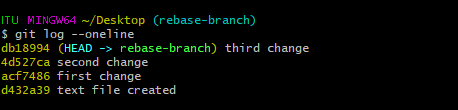 ITU MINGW64 ~/Desktop (rebase-branch)
$ git log --oneline
db18994 (HEAD -> rebase-branch) third change
4d527ca second change
acf7486 first change
d432a39 text file created